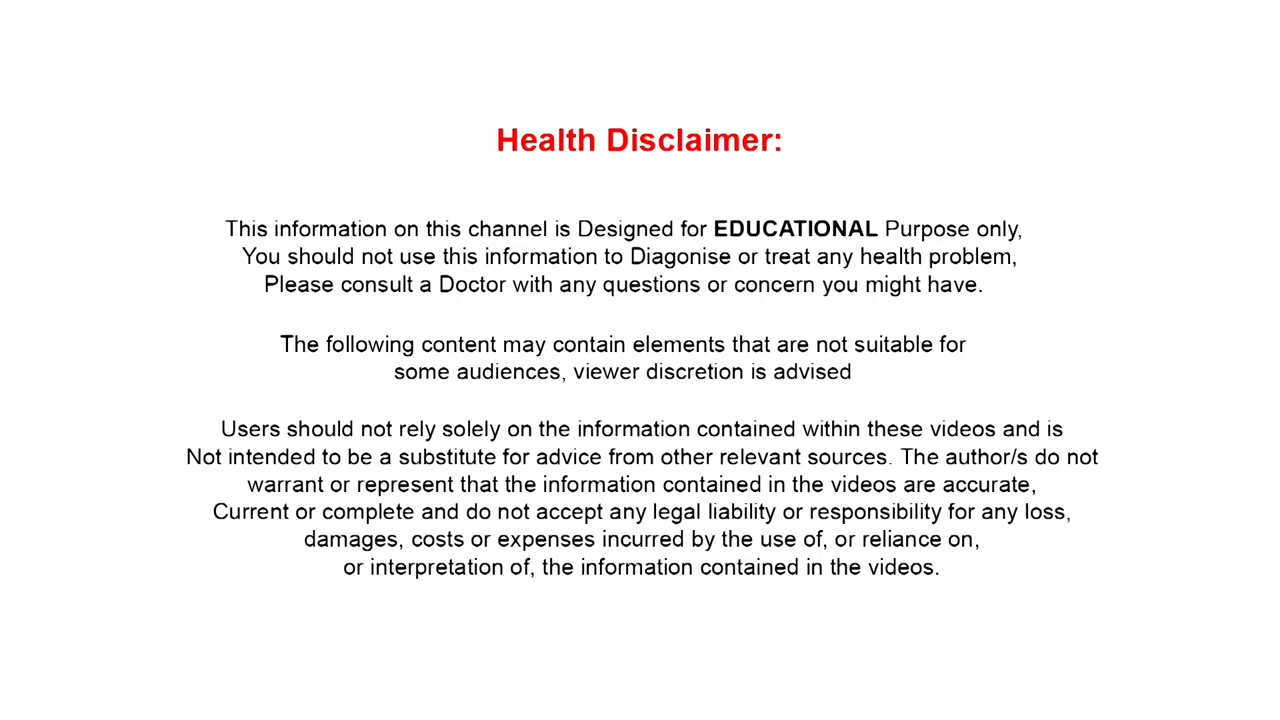 Health Disclaimer:
This information on this channel is Designed for EDUCATIONAL Purpose only,
You should not use this information to Diagonise or treat any health problem,
Please consult a Doctor with any questions or concern you might have.
The following content may contain elements that are not suitable for
some audiences, viewer discretion is advised
Users should not rely solely on the information contained within these videos and is
Not intended to be a substitute for advice from other relevant sources. The author/s do not
warrant or represent that the information contained in the videos are accurate,
Current or complete and do not accept any legal liability or responsibility for any loss,
damages, costs or expenses incurred by the use of, or reliance on,
or interpretation of, the information contained in the videos.